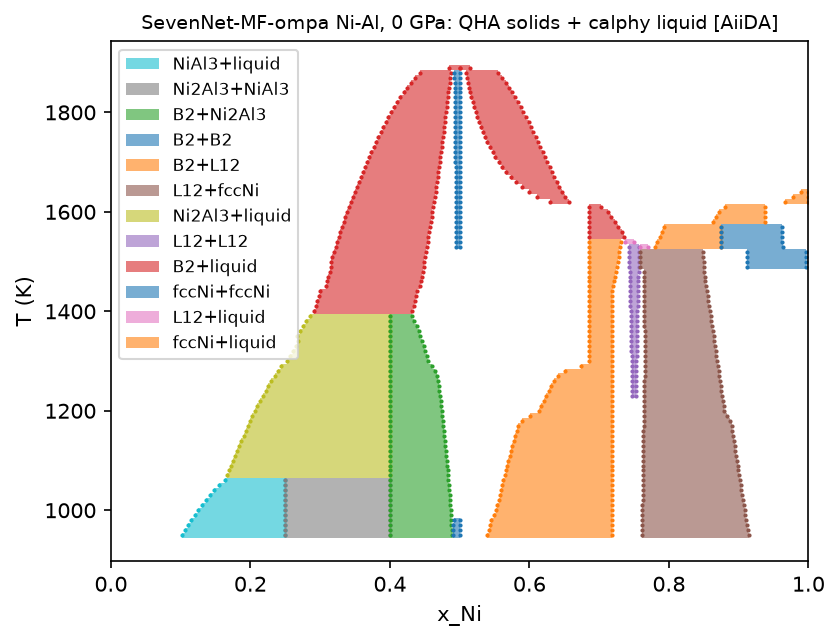 SevenNet-MF-ompa Ni-Al, 0 GPa: QHA solids + calphy liquid [AiiDA]
NiAl3+liquid
Ni2Al3+NiAl3
B2+Ni2Al3
B2+B2
B2+L12
L12+fccNi
Ni2Al3+liquid
L12+L12
B2+liquid
fccNi+fccNi
L12+liquid
fccNi+liquid
T (K)
1800
1600
1400
1200
1000
0.0 0.2 0.4 0.6 0.8 1.0
x_Ni